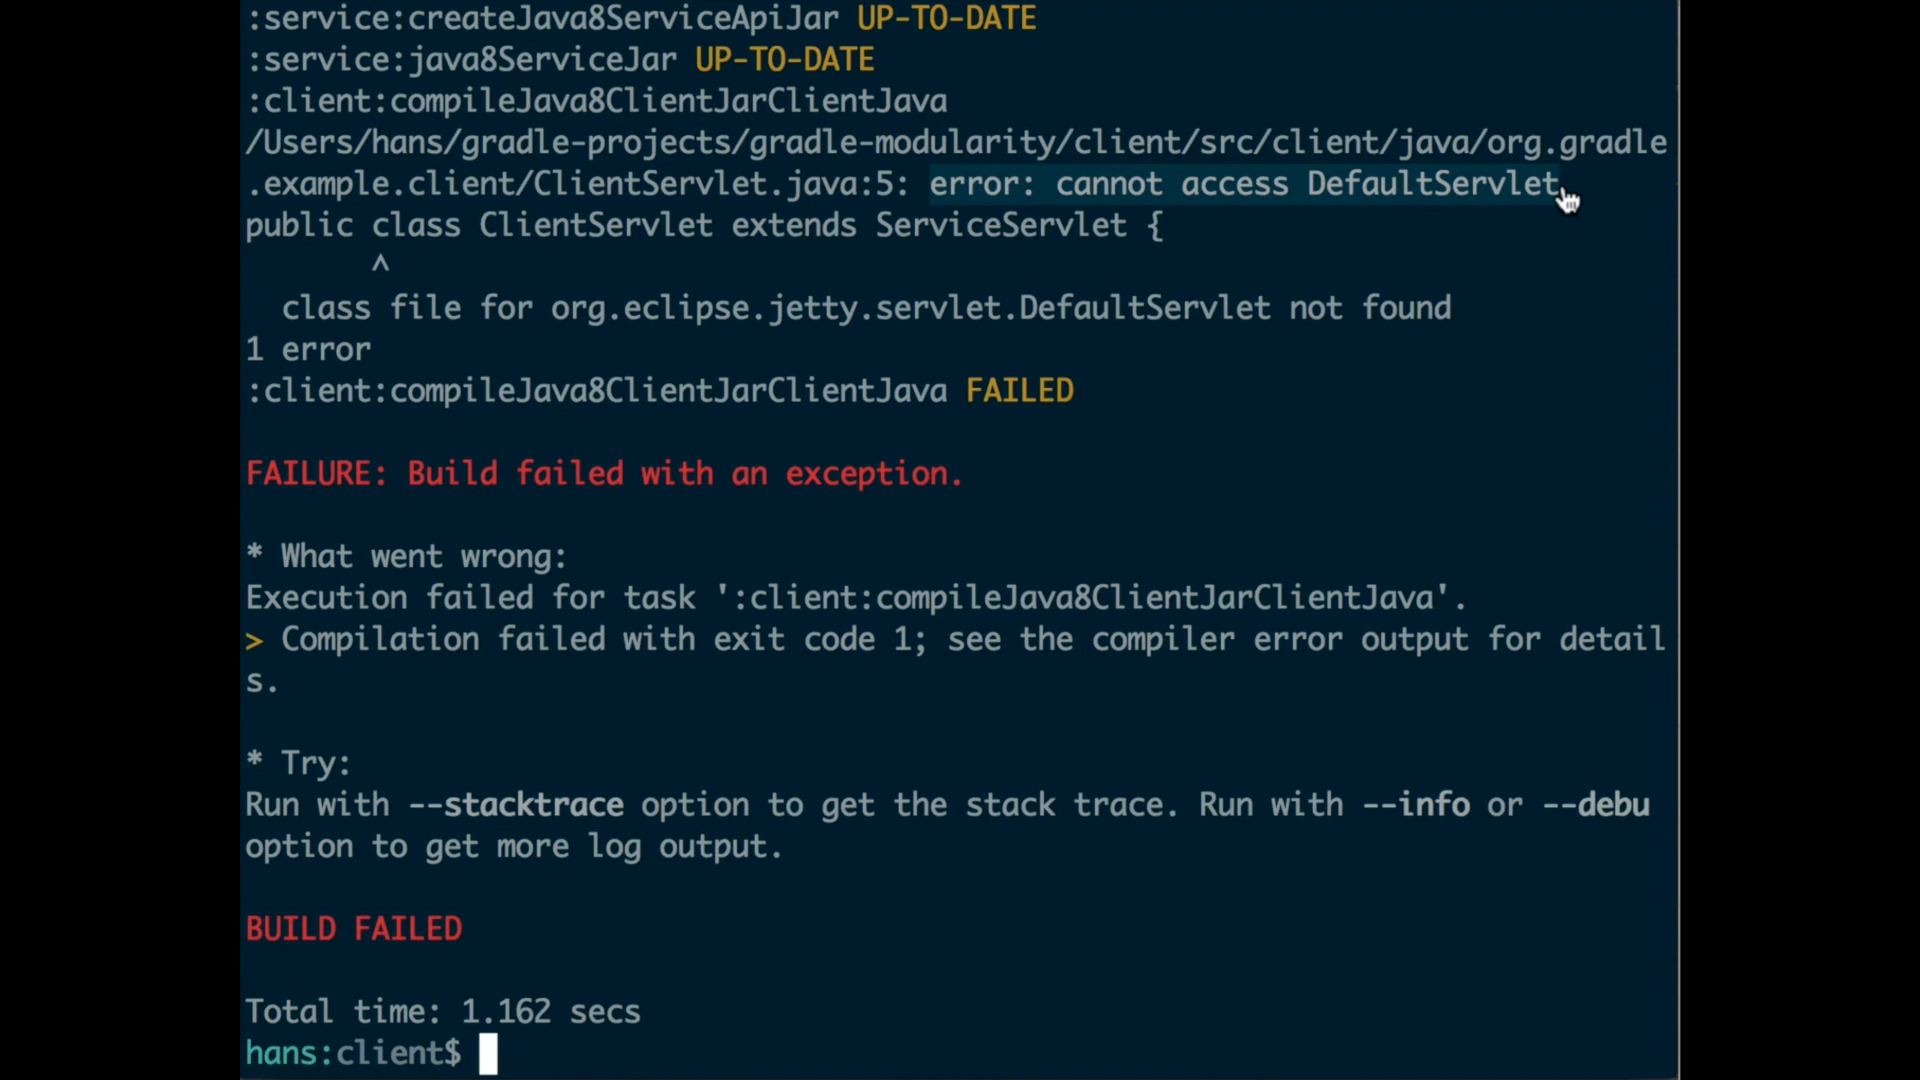 :service:createJava8ServiceApiJar UP-TO-DATE
:service:java8ServiceJar UP-TO-DATE
:client:compileJava8ClientJarClientJava
/Users/hans/gradle-projects/gradle-modularity/client/src/client/java/org.gradle
.example.client/ClientServlet.java:5: error: cannot access DefaultServlet
public class ClientServlet extends ServiceServlet {
^
class file for org.eclipse.jetty.servlet.DefaultServlet not found
1 error
:client:compileJava8ClientJarClientJava FAILED
FAILURE: Build failed with an exception.
* What went wrong:
Execution failed for task ':client:compileJava8ClientJarClientJava'.
> Compilation failed with exit code 1; see the compiler error output for detail
s.
* Try:
Run with --stacktrace option to get the stack trace. Run with --info or --debu
option to get more log output.
BUILD FAILED
Total time: 1.162 secs
hans:client$